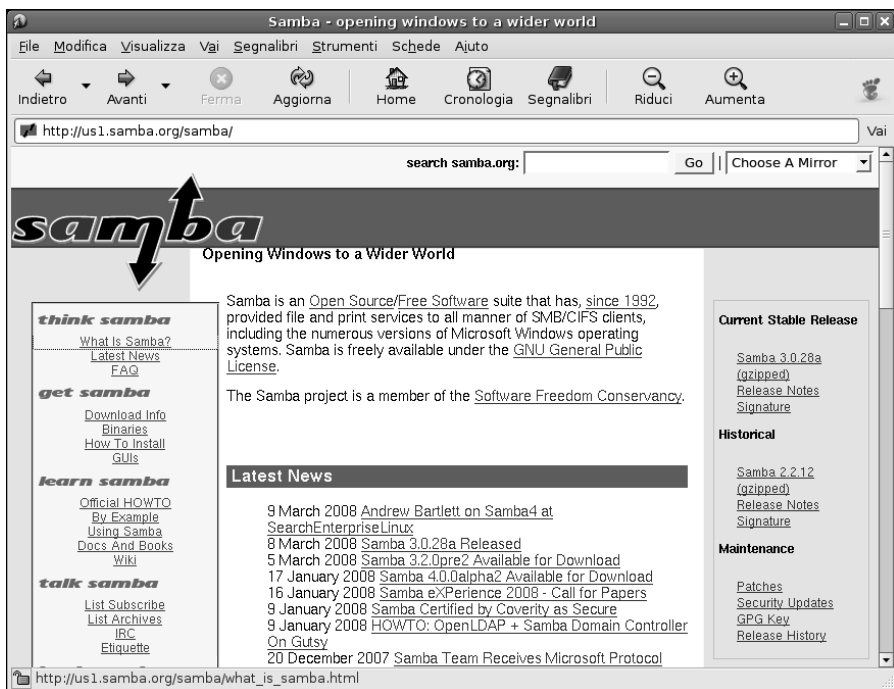 Samba - opening windows to a wider world
File Modifica Visualizza Vai Segnalibri Strumenti Schede Aiuto
Indietro Avanti Ferma Aggiorna Home Cronologia Segnalibri Riduci Aumenta
http://us1.samba.org/samba/ Vai
search samba.org: Go | Choose A Mirror
samba
Opening Windows to a Wider World
Samba is an Open Source/Free Software suite that has, since 1992,
provided file and print services to all manner of SMB/CIFS clients,
including the numerous versions of Microsoft Windows operating
systems. Samba is freely available under the GNU General Public
License.
The Samba project is a member of the Software Freedom Conservancy.
think samba
What Is Samba?
Latest News
FAQ
get samba
Download Info
Binaries
How To Install
GUIs
learn samba
Official HOWTO
By Example
Using Samba
Docs And Books
Wiki
talk samba
List Subscribe
List Archives
IRC
Etiquette
Latest News
9 March 2008 Andrew Bartlett on Samba4 at
SearchEnterpriseLinux
8 March 2008 Samba 3.0.28a Released
5 March 2008 Samba 3.2.0pre2 Available for Download
17 January 2008 Samba 4.0.0alpha2 Available for Download
16 January 2008 Samba eXPerience 2008 - Call for Papers
9 January 2008 Samba Certified by Coverity as Secure
9 January 2008 HOWTO: OpenLDAP + Samba Domain Controller
On Gutsy
20 December 2007 Samba Team Receives Microsoft Protocol
Current Stable Release
Samba 3.0.28a
(gzipped)
Release Notes
Signature
Historical
Samba 2.2.12
(gzipped)
Release Notes
Signature
Maintenance
Patches
Security Updates
GPG Key
Release History
http://us1.samba.org/samba/what_is_samba.html